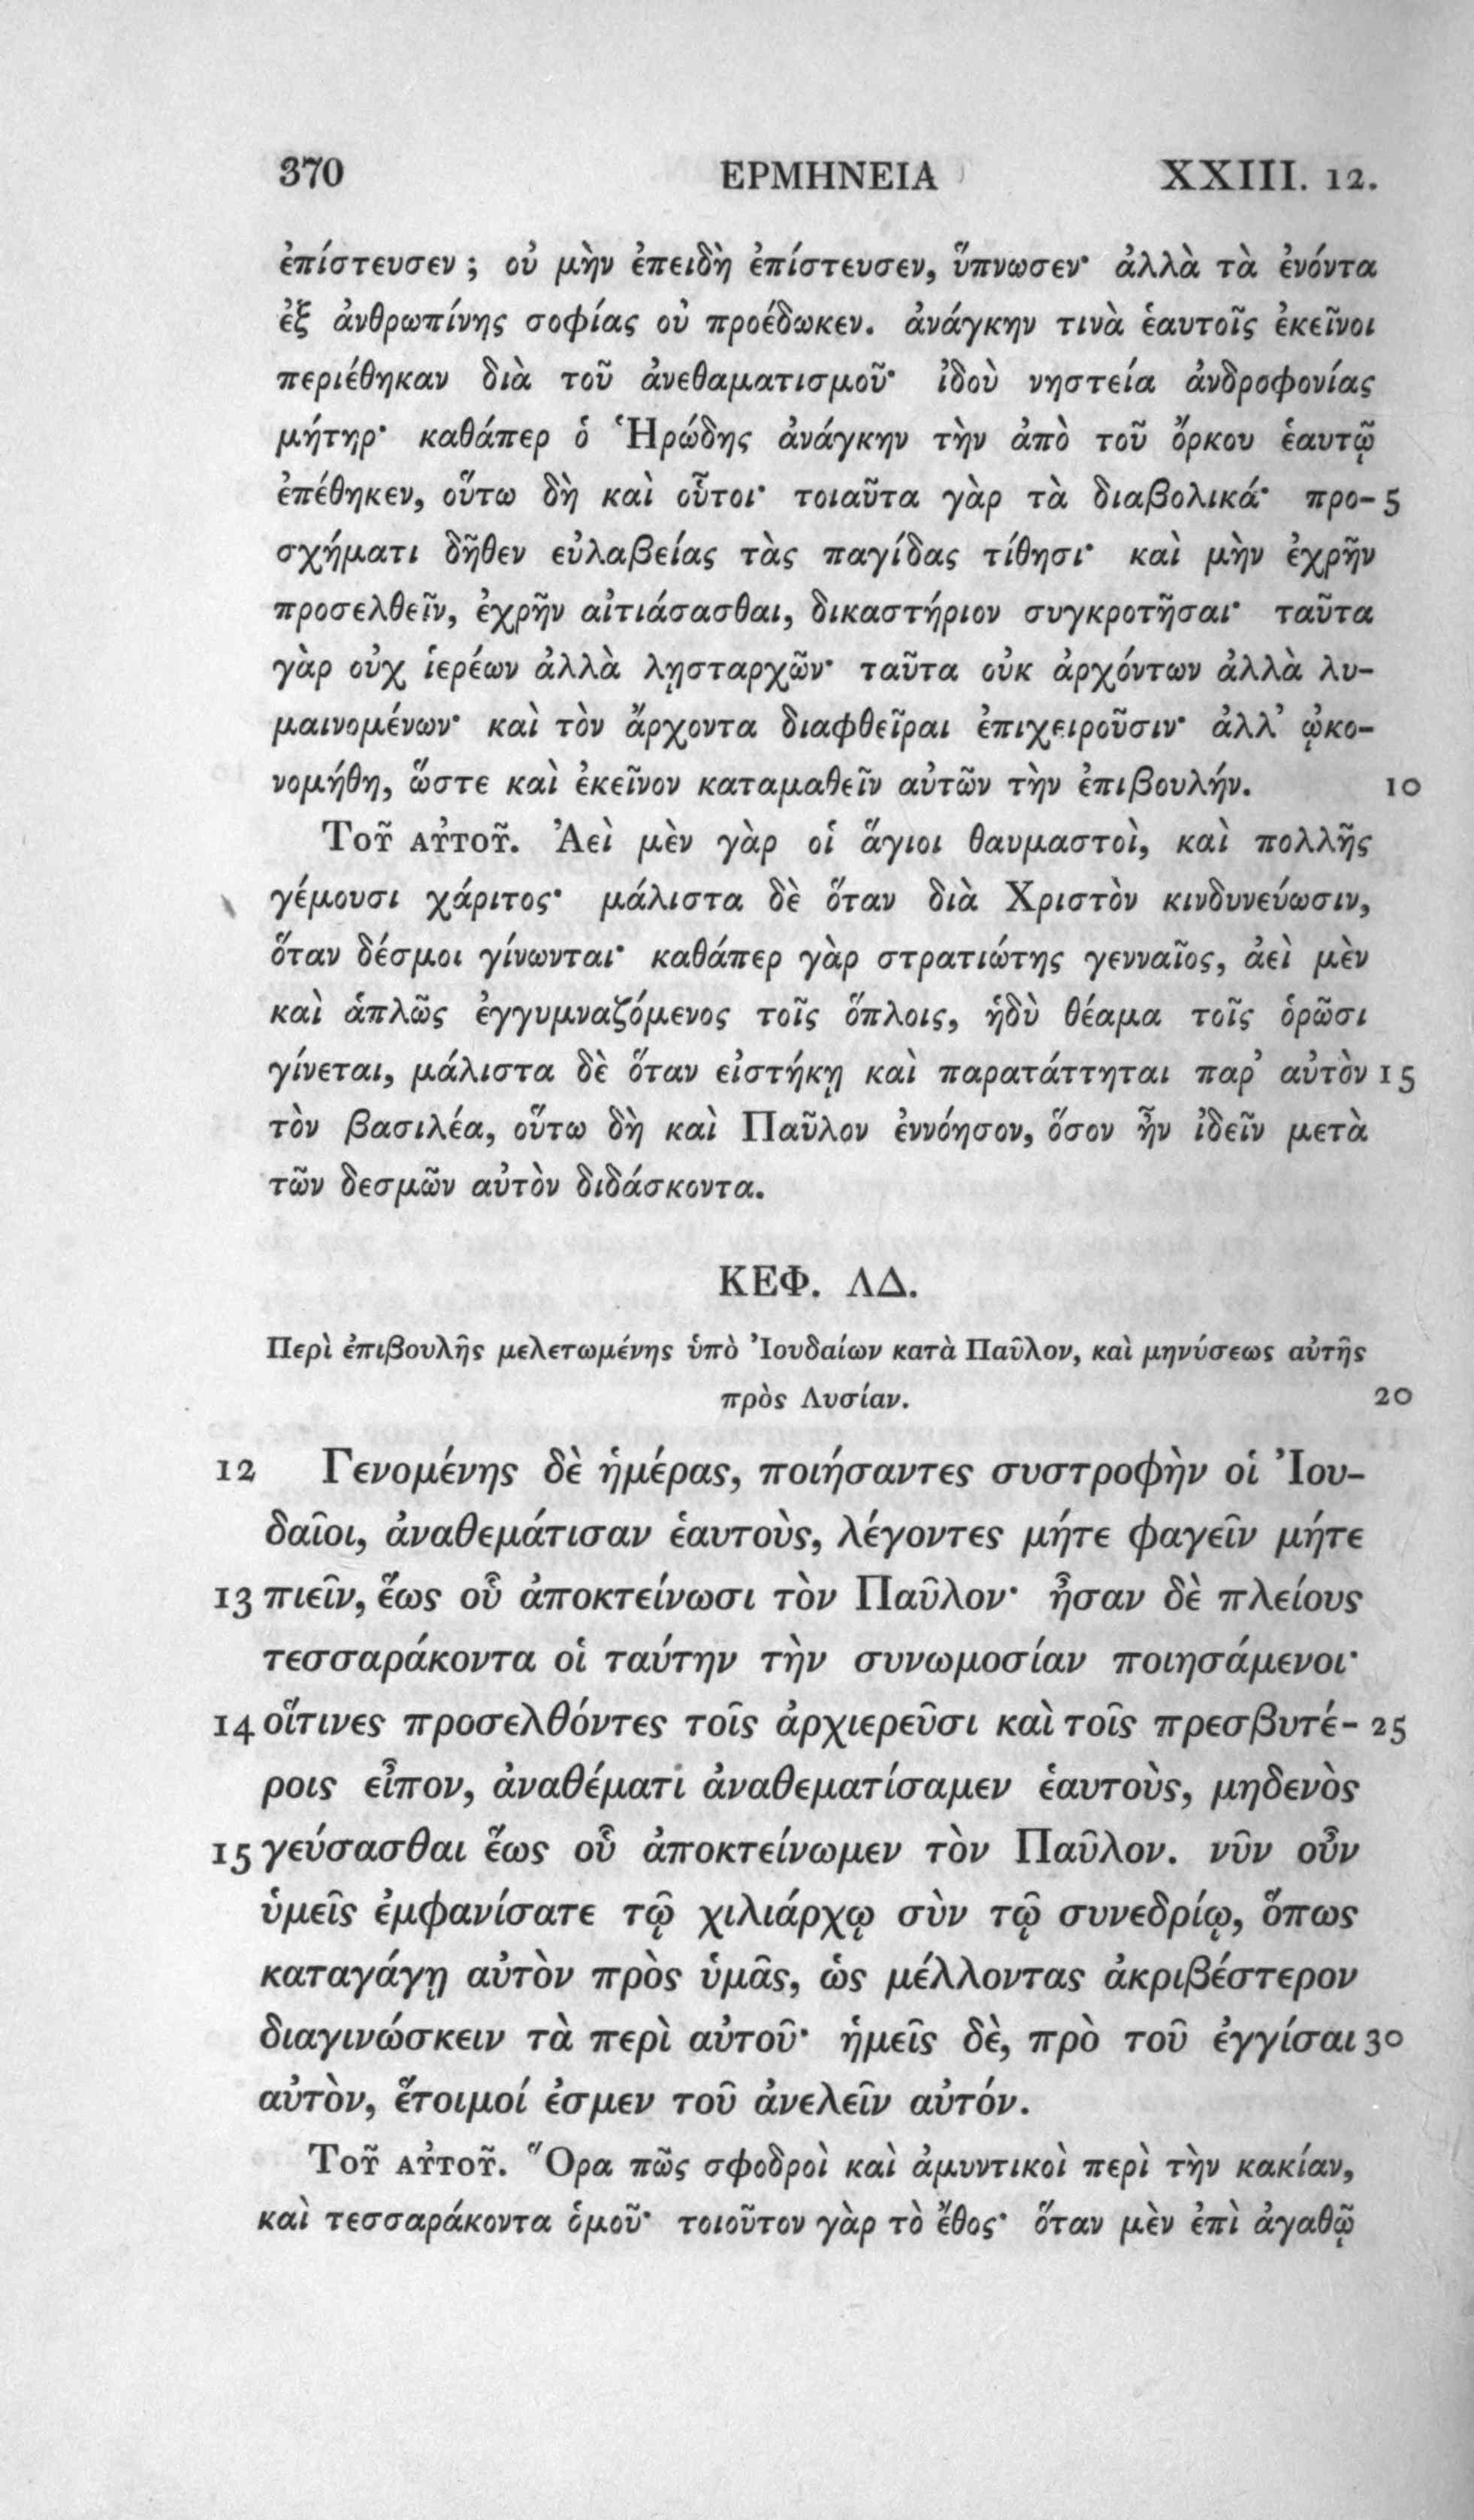 370 ΕΡΜΗΝΕΙΑ XXIII. 12.
ἐπίστευσεν ; οὐ μὴν ἐπειδὴ ἐπίστευσεν, ὕπνωσεν· ἀλλὰ τὰ ἐνόντα
ἐξ ἀνθρωπίνης σοφίας οὐ προέδωκεν. ἀνάγκην τινὰ ἑαυτοῖς ἐκεῖνοι
περιέθηκαν διὰ τοῦ ἀνεθαματισμοῦ· ἰδοὺ νηστεία ἀνδροφονίας
μήτηρ· καθάπερ ὁ Ἡρώδης ἀνάγκην τὴν ἀπὸ τοῦ ὅρκου ἑαυτῷ
ἐπέθηκεν, οὕτω δὴ καὶ οὗτοι· τοιαῦτα γὰρ τὰ διαβολικά· προ- 5
σχήματι δῆθεν εὐλαβείας τὰς παγίδας τίθησι· καὶ μὴν ἐχρῆν
προσελθεῖν, ἐχρῆν αἰτιάσασθαι, δικαστήριον συγκροτῆσαι· ταῦτα
γὰρ οὐχ ἱερέων ἀλλὰ λῃσταρχῶν· ταῦτα οὐκ ἀρχόντων ἀλλὰ λυ-
μαινομένων· καὶ τὸν ἄρχοντα διαφθεῖραι ἐπιχειροῦσιν· ἀλλ’ ᾠκο-
νομήθη, ὥστε καὶ ἐκεῖνον καταμαθεῖν αὐτῶν τὴν ἐπιβουλήν. 10
Τοῦ αὐτοῦ. Ἀεὶ μὲν γὰρ οἱ ἅγιοι θαυμαστοὶ, καὶ πολλῆς
γέμουσι χάριτος· μάλιστα δὲ ὅταν διὰ Χριστὸν κινδυνεύωσιν,
ὅταν δέσμοι γίνωνται· καθάπερ γὰρ στρατιώτης γενναῖος, ἀεὶ μὲν
καὶ ἁπλῶς ἐγγυμναζόμενος τοῖς ὅπλοις, ἡδὺ θέαμα τοῖς ὁρῶσι
γίνεται, μάλιστα δὲ ὅταν εἱστήκῃ καὶ παρατάττηται παρ’ αὐτὸν 15
τὸν βασιλέα, οὕτω δὴ καὶ Παῦλον ἐννόησον, ὅσον ἦν ἰδεῖν μετὰ
τῶν δεσμῶν αὐτὸν διδάσκοντα.
ΚΕΦ. ΛΔ.
Περὶ ἐπιβουλῆς μελετωμένης ὑπὸ Ἰουδαίων κατὰ Παῦλον, καὶ μηνύσεως αὐτῆς
πρὸς Λυσίαν. 20
12 Γενομένης δὲ ἡμέρας, ποιήσαντες συστροφὴν οἱ Ἰου-
δαῖοι, ἀναθεμάτισαν ἑαυτοὺς, λέγοντες μήτε φαγεῖν μήτε
13 πιεῖν, ἕως οὗ ἀποκτείνωσι τὸν Παῦλον· ἦσαν δὲ πλείους
τεσσαράκοντα οἱ ταύτην τὴν συνωμοσίαν ποιησάμενοι·
14 οἵτινες προσελθόντες τοῖς ἀρχιερεῦσι καὶ τοῖς πρεσβυτέ- 25
ροις εἶπον, ἀναθέματι ἀναθεματίσαμεν ἑαυτοὺς, μηδενὸς
15 γεύσασθαι ἕως οὗ ἀποκτείνωμεν τὸν Παῦλον. νῦν οὖν
ὑμεῖς ἐμφανίσατε τῷ χιλιάρχῳ σὺν τῷ συνεδρίῳ, ὅπως
καταγάγῃ αὐτὸν πρὸς ὑμᾶς, ὡς μέλλοντας ἀκριβέστερον
διαγινώσκειν τὰ περὶ αὐτοῦ· ἡμεῖς δὲ, πρὸ τοῦ ἐγγίσαι 30
αὐτὸν, ἕτοιμοί ἐσμεν τοῦ ἀνελεῖν αὐτόν.
Τοῦ αὐτοῦ. Ὅρα πῶς σφοδροὶ καὶ ἀμυντικοὶ περὶ τὴν κακίαν,
καὶ τεσσαράκοντα ὁμοῦ· τοιοῦτον γὰρ τὸ ἔθος· ὅταν μὲν ἐπὶ ἀγαθῷ